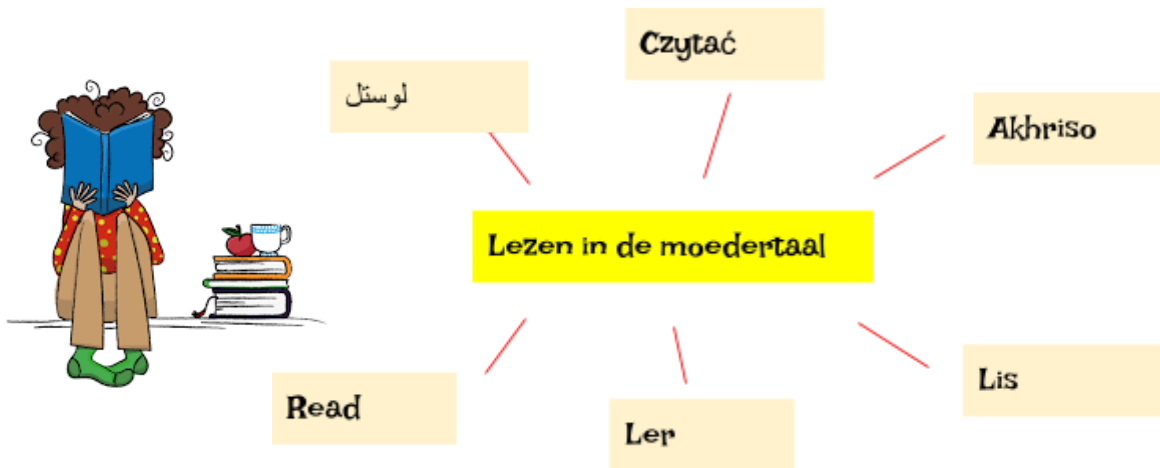 Czytać
لوستل
Akhriso
Lezen in de moedertaal
Lis
Read
Ler